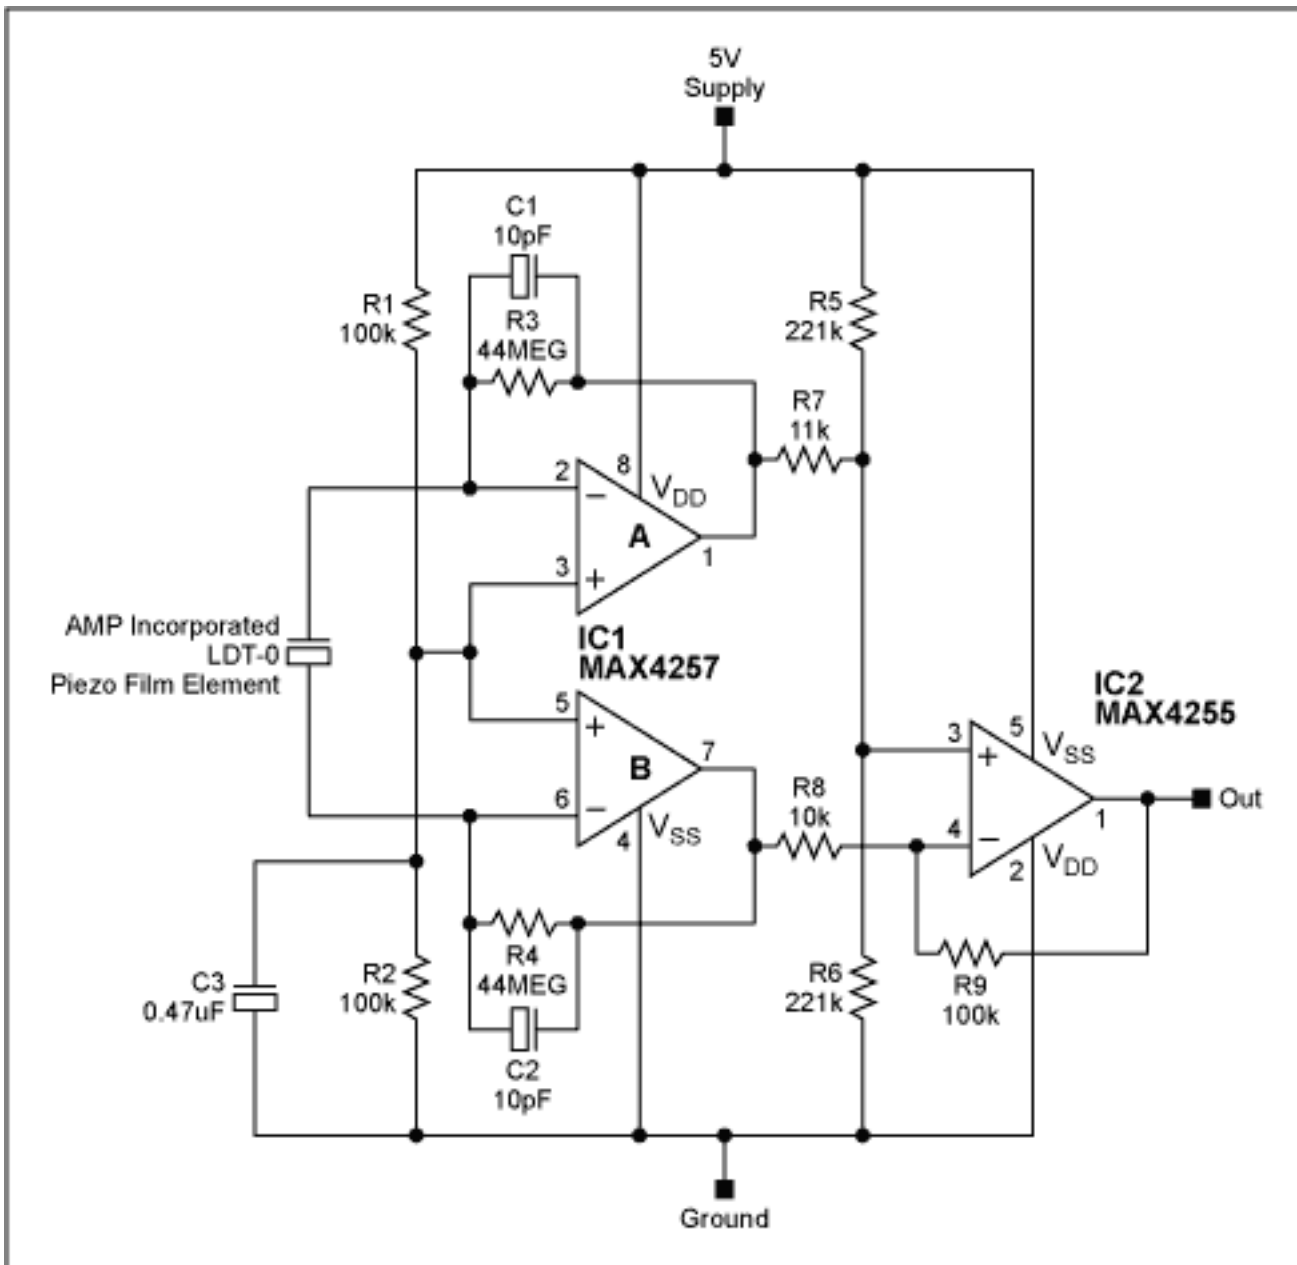 5V
Supply
C1
10pF
R1
100k
R3
44MEG
R5
221k
R7
11k
2
8
VDD
−
A
1
3
+
AMP Incorporated
LDT-0
Piezo Film Element
IC1
MAX4257
IC2
MAX4255
5
+
7
B
6
−
4
VSS
3
5
VSS
+
R8
10k
Out
1
4
−
2
VDD
R4
44MEG
C2
10pF
C3
0.47uF
R2
100k
R6
221k
R9
100k
Ground